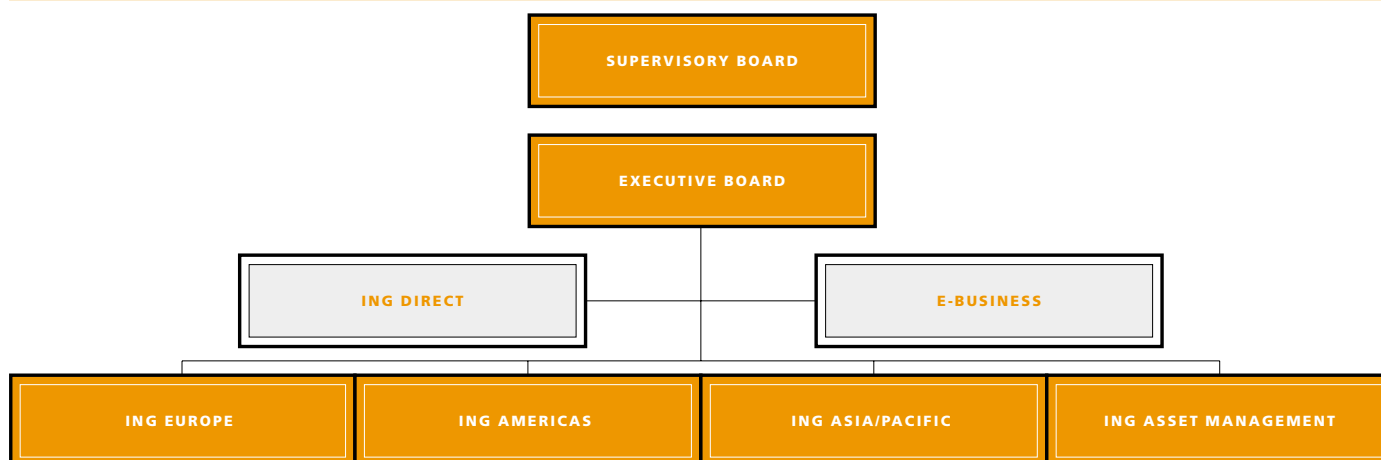 SUPERVISORY BOARD
EXECUTIVE BOARD
ING DIRECT
E-BUSINESS
ING EUROPE
ING AMERICAS
ING ASIA/PACIFIC
ING ASSET MANAGEMENT